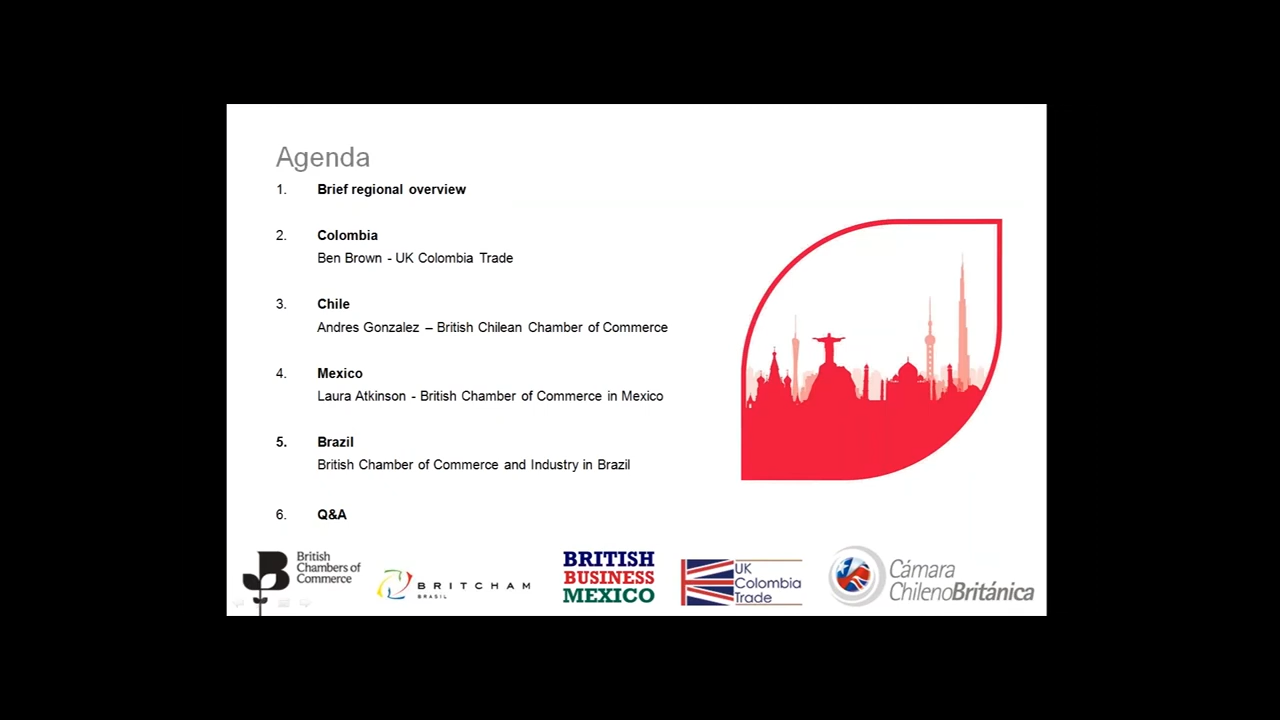 Agenda
1. Brief regional overview
2. Colombia
Ben Brown - UK Colombia Trade
3. Chile
Andres Gonzalez – British Chilean Chamber of Commerce
4. Mexico
Laura Atkinson - British Chamber of Commerce in Mexico
5. Brazil
British Chamber of Commerce and Industry in Brazil
6. Q&A
British
Chambers of
Commerce
BRITCHAM
BRASIL
BRITISH
BUSINESS
MEXICO
UK
Colombia
Trade
Cámara
ChilenoBritánica